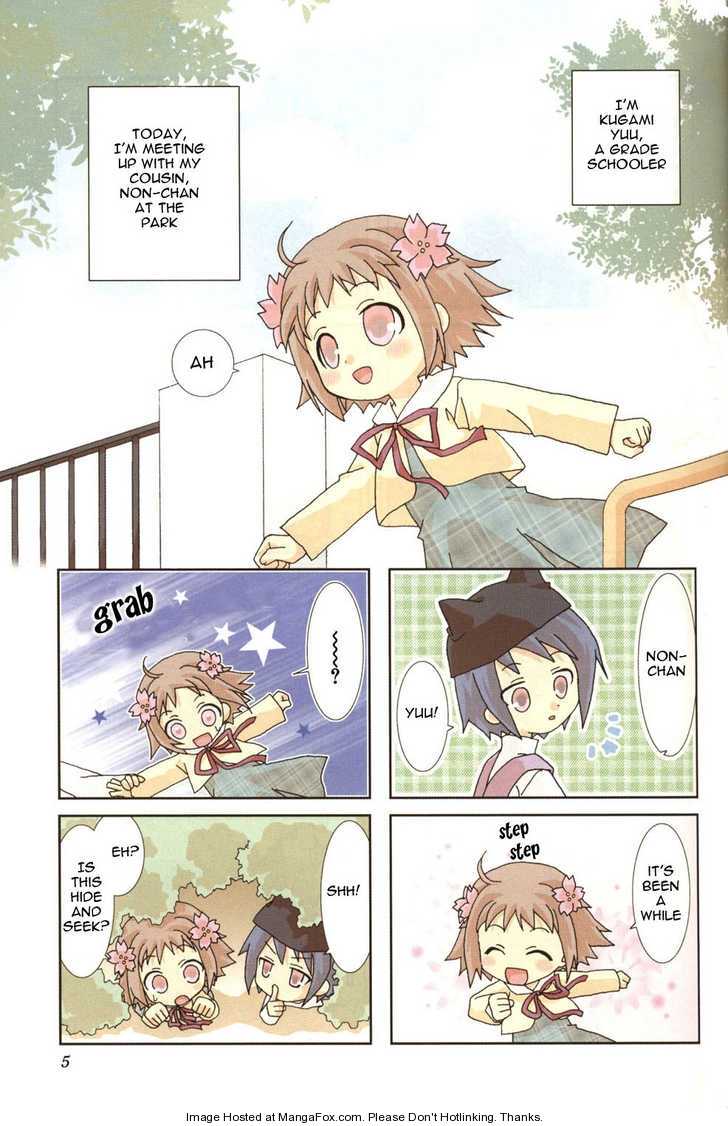 I'M
KUGAMI
YUU,
A GRADE
SCHOOLER
TODAY,
I'M MEETING
UP WITH MY
COUSIN,
NON-CHAN
AT THE
PARK
AH
NON-
CHAN
YUU!
step
step
IT'S
BEEN
A
WHILE
grab
?
SHH!
EH?
IS
THIS
HIDE
AND
SEEK?
5
Image Hosted at MangaFox.com. Please Don't Hotlinking. Thanks.